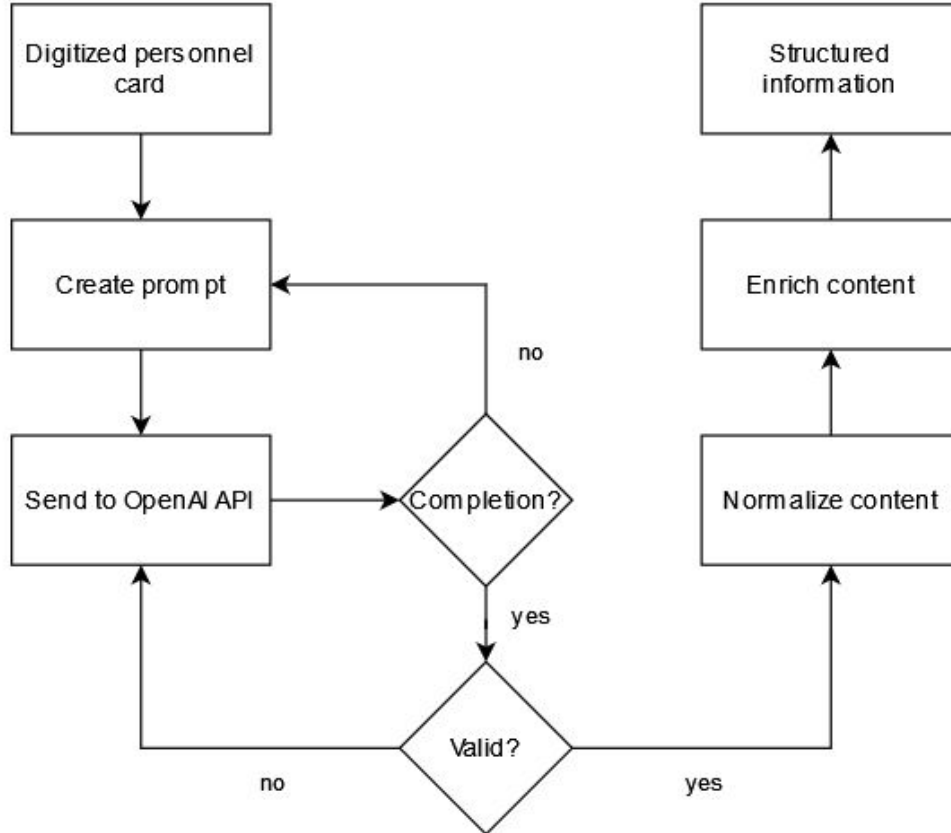 Digitized personnel
card
Create prompt
Send to OpenAI API
Completion?
no
yes
Valid?
no
yes
Normalize content
Enrich content
Structured
information